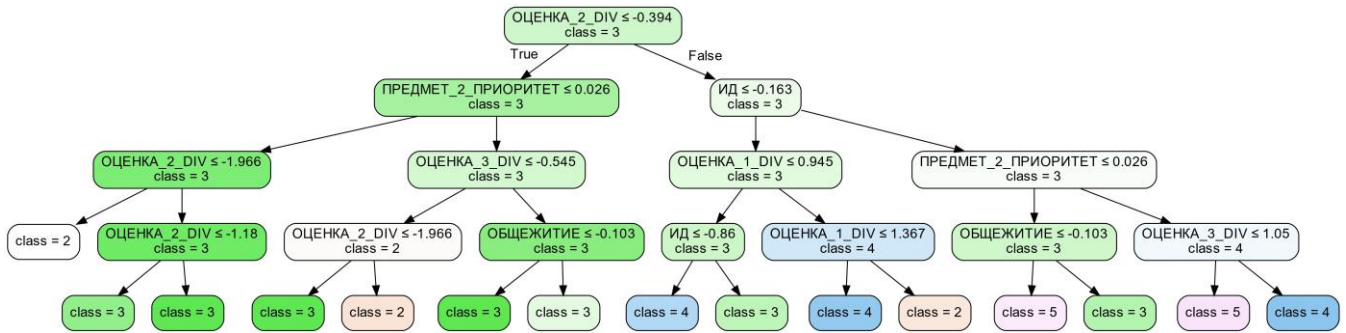 ОЦЕНКА_2_DIV ≤ -0.394
class = 3
True
False
ПРЕДМЕТ_2_ПРИОРИТЕТ ≤ 0.026
class = 3
ИД ≤ -0.163
class = 3
ОЦЕНКА_2_DIV ≤ -1.966
class = 3
ОЦЕНКА_3_DIV ≤ -0.545
class = 3
ОЦЕНКА_1_DIV ≤ 0.945
class = 3
ПРЕДМЕТ_2_ПРИОРИТЕТ ≤ 0.026
class = 3
class = 2
ОЦЕНКА_2_DIV ≤ -1.18
class = 3
ОЦЕНКА_2_DIV ≤ -1.966
class = 2
ОБЩЕЖИТИЕ ≤ -0.103
class = 3
ИД ≤ -0.86
class = 3
ОЦЕНКА_1_DIV ≤ 1.367
class = 4
ОБЩЕЖИТИЕ ≤ -0.103
class = 3
ОЦЕНКА_3_DIV ≤ 1.05
class = 4
class = 3
class = 3
class = 3
class = 2
class = 3
class = 3
class = 4
class = 3
class = 4
class = 2
class = 5
class = 3
class = 5
class = 4